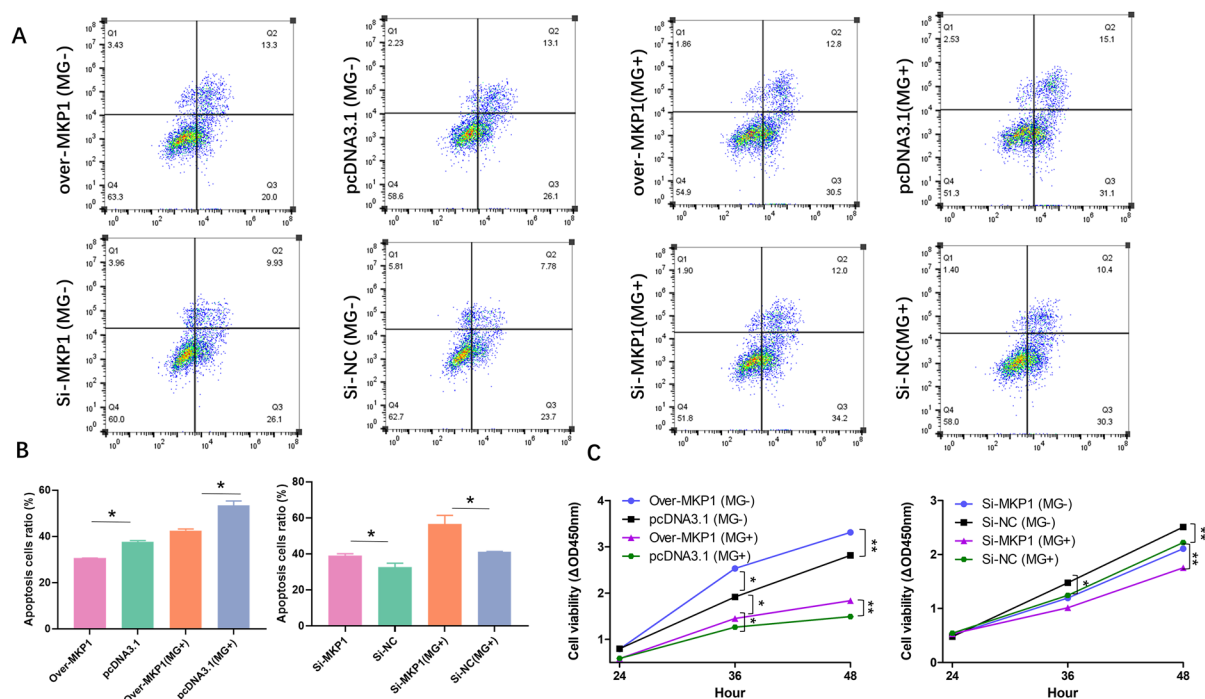 A
over-MKP1 (MG-)
Q1
3.43
Q2
13.3
Q4
63.3
Q3
20.0
pcDNA3.1 (MG-)
Q1
2.23
Q2
13.1
Q4
58.6
Q3
26.1
over-MKP1(MG+)
Q1
1.86
Q2
12.8
Q4
54.9
Q3
30.5
pcDNA3.1(MG+)
Q1
2.53
Q2
15.1
Q4
51.3
Q3
31.1
Si-MKP1 (MG-)
Q1
3.96
Q2
9.93
Q4
60.0
Q3
26.1
Si-NC (MG-)
Q1
5.81
Q2
7.78
Q4
62.7
Q3
23.7
Si-MKP1(MG+)
Q1
1.90
Q2
12.0
Q4
51.8
Q3
34.2
Si-NC(MG+)
Q1
1.40
Q2
10.4
Q4
58.0
Q3
30.3
B
Apoptosis cells ratio (%)
60
40
20
0
*
*
Over-MKP1
pcDNA3.1
Over-MKP1(MG+)
pcDNA3.1(MG+)
Apoptosis cells ratio (%)
80
60
40
20
0
*
*
Si-MKP1
Si-NC
Si-MKP1(MG+)
Si-NC(MG+)
C
Cell viability (ΔOD450nm)
4
3
2
1
Over-MKP1 (MG-)
pcDNA3.1 (MG-)
Over-MKP1 (MG+)
pcDNA3.1 (MG+)
*
*
*
**
**
24
36
48
Hour
Cell viability (ΔOD450nm)
3
2
1
0
Si-MKP1 (MG-)
Si-NC (MG-)
Si-MKP1 (MG+)
Si-NC (MG+)
*
**
**
24
36
48
Hour